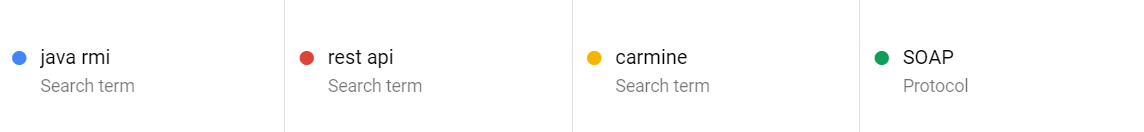 java rmi
Search term
rest api
Search term
carmine
Search term
SOAP
Protocol